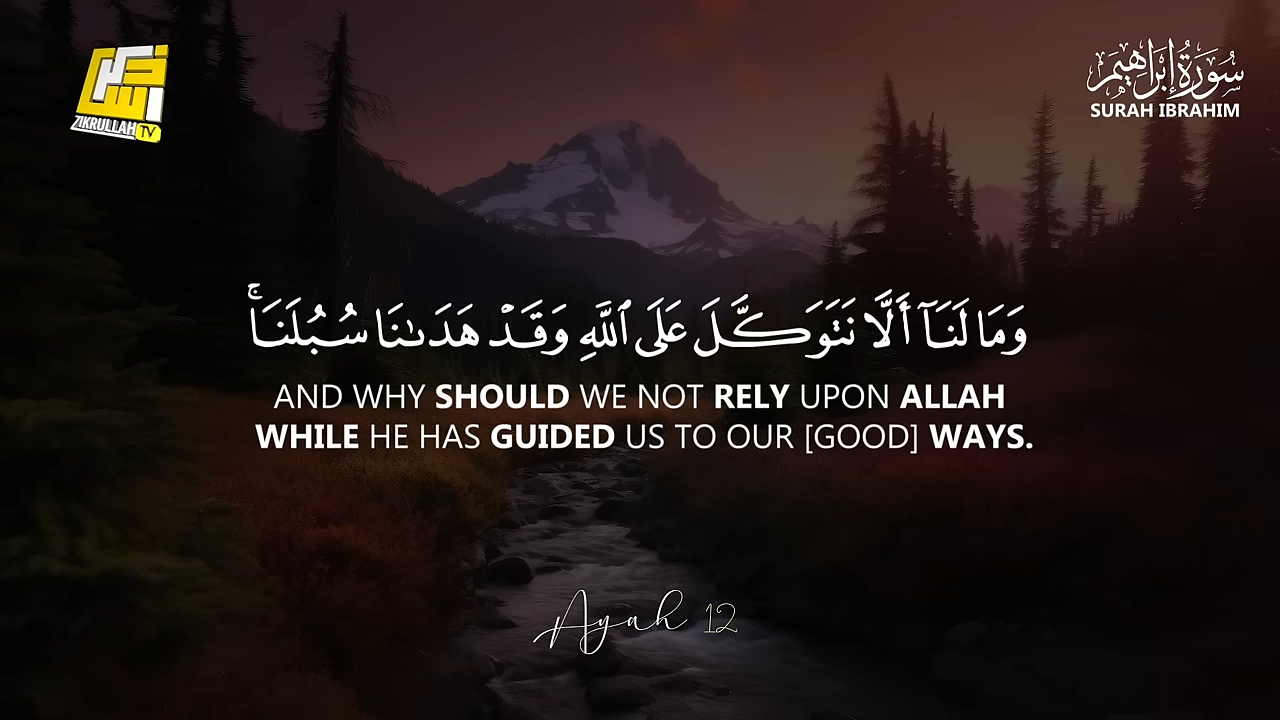 ZIKRULLAH TV
سُورَةُ إِبْرَاهِيم
SURAH IBRAHIM
وَمَا لَنَآ أَلَّا نَتَوَكَّلَ عَلَى ٱللَّهِ وَقَدْ هَدَىٰنَا سُبُلَنَا ۚ
AND WHY SHOULD WE NOT RELY UPON ALLAH
WHILE HE HAS GUIDED US TO OUR [GOOD] WAYS.
Ayah 12